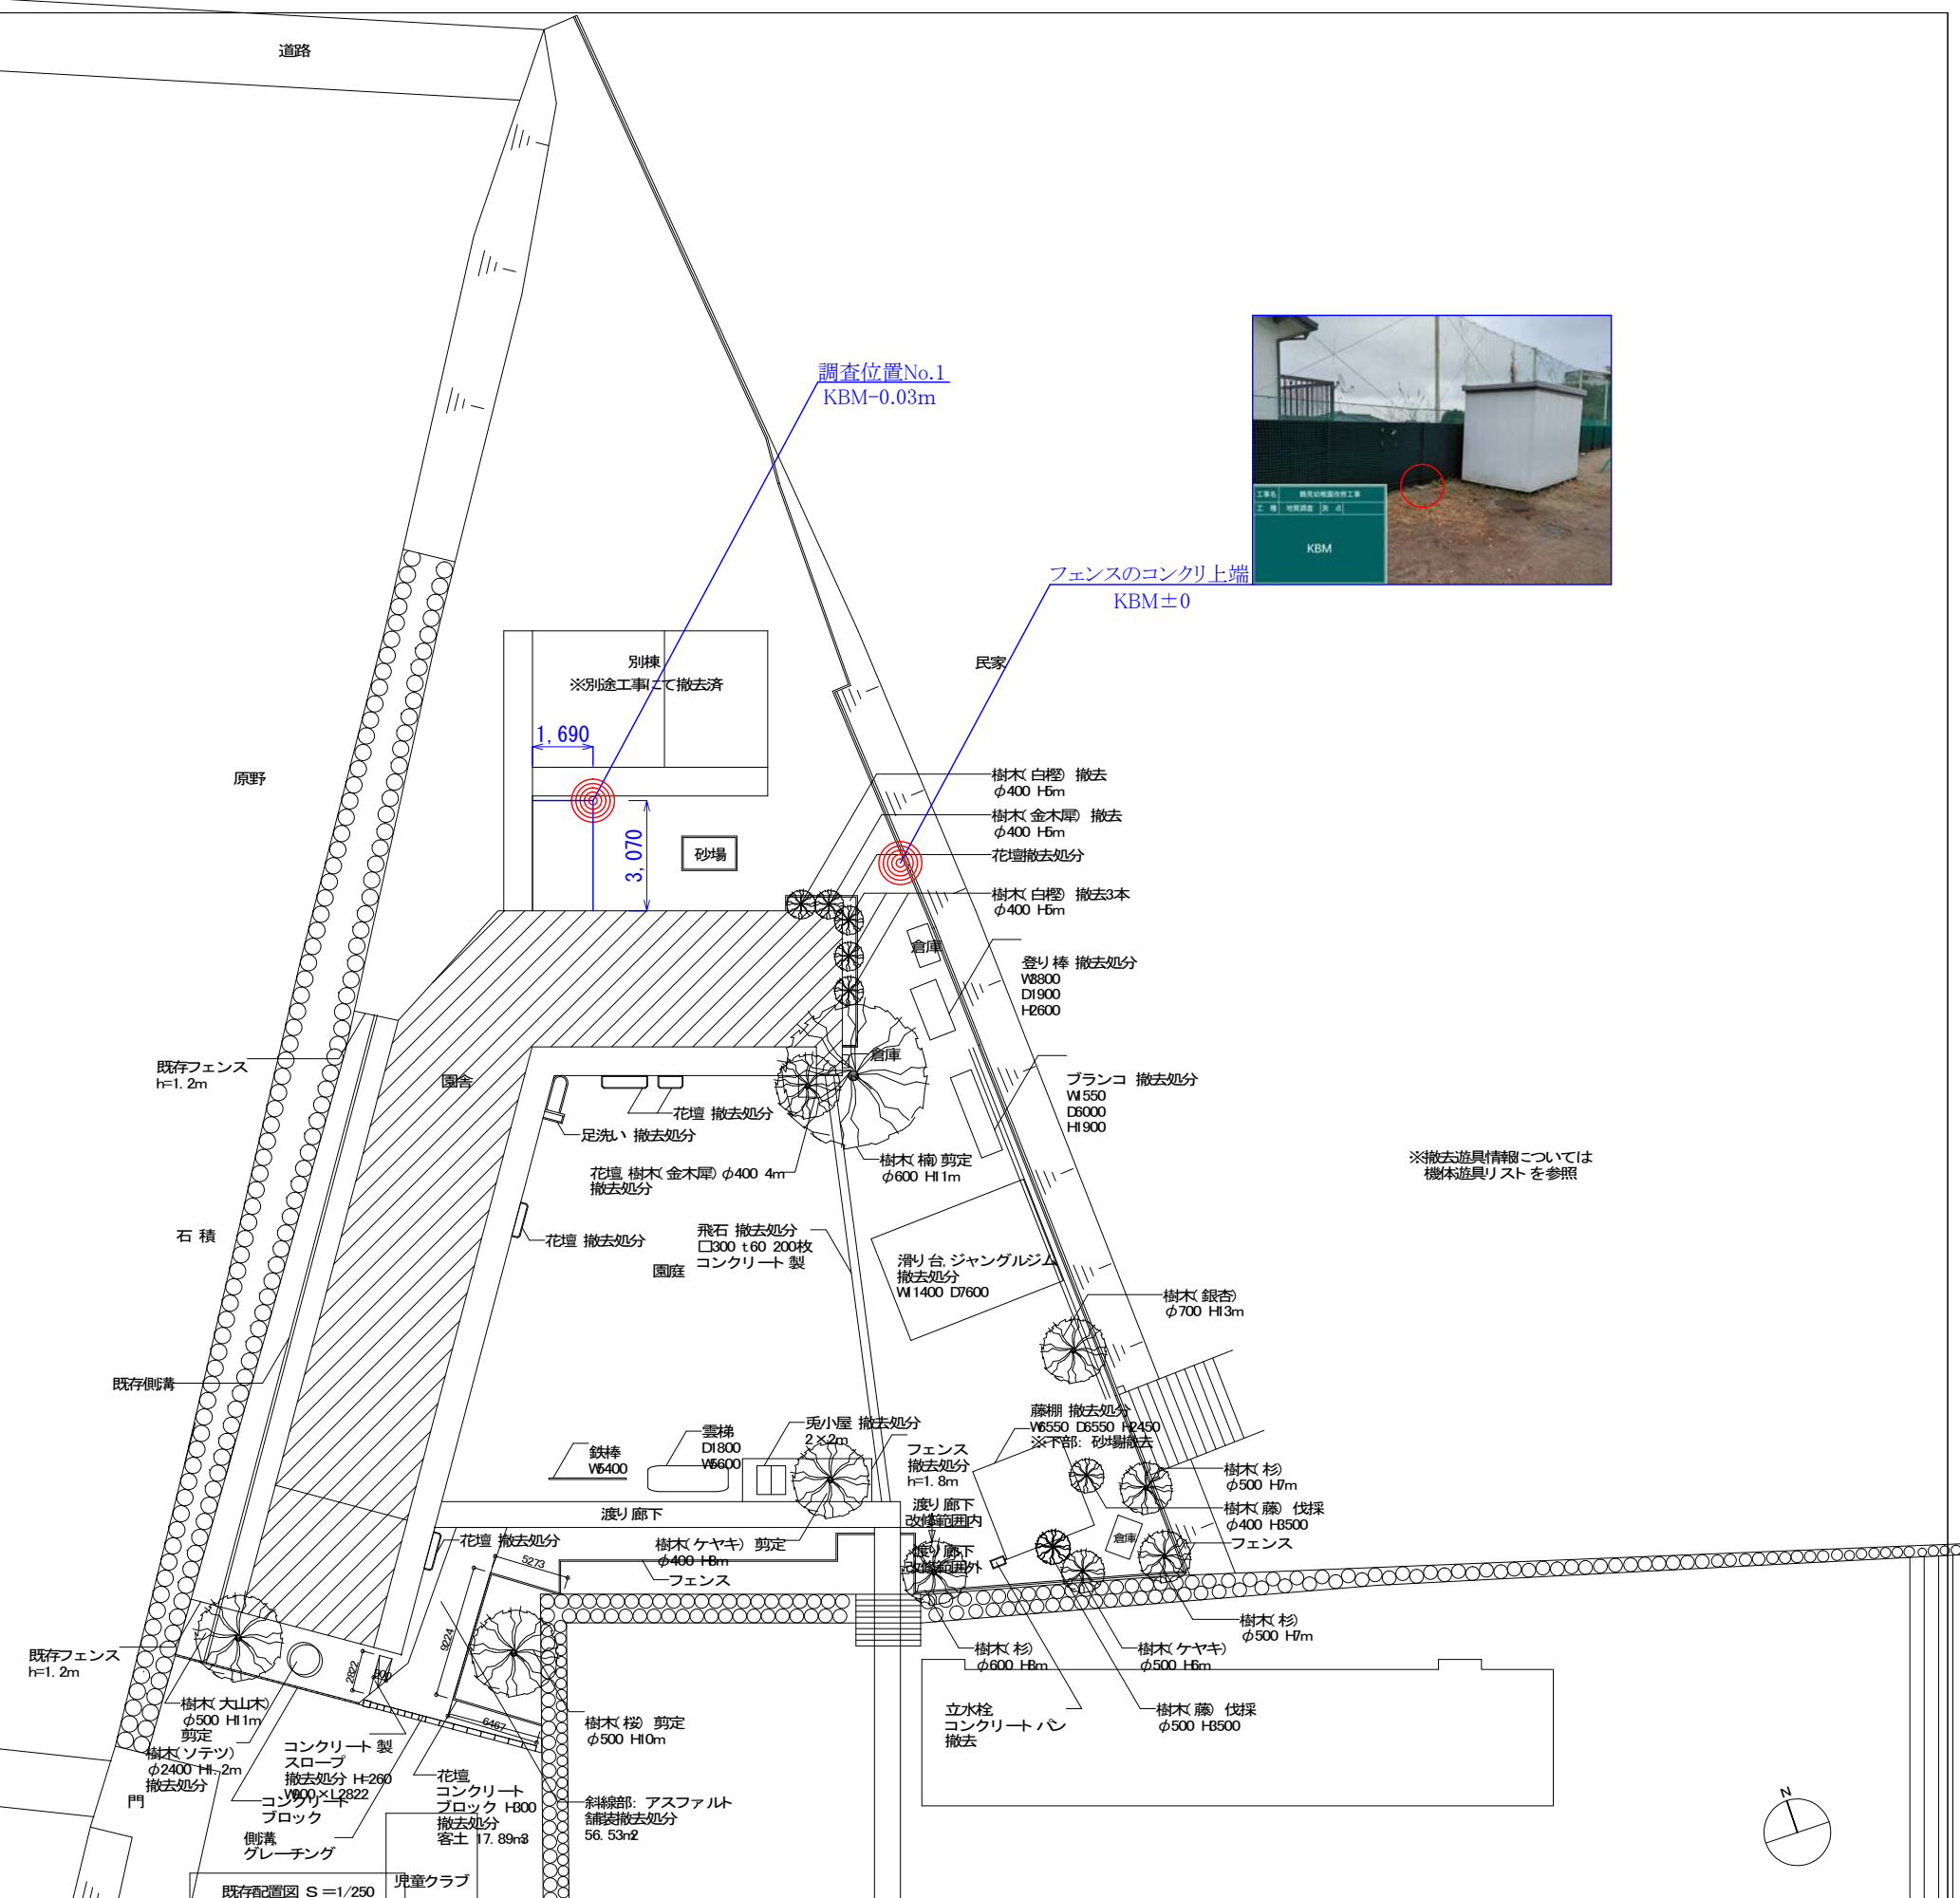 道路
調査位置No.1
KBM-0.03m
工事名 鶴見幼稚園改修工事
工 種 地質調査 測 点
KBM
フェンスのコンクリ上端
KBM±0
別棟
※別途工事にて撤去済
民家
1,690
原野
樹木(白樫) 撤去
φ400 H5m
樹木(金木犀) 撤去
φ400 H5m
3,070
砂場
花壇撤去処分
樹木(白樫) 撤去3本
φ400 H5m
倉庫
登り棒 撤去処分
W3800
D1900
H2600
既存フェンス
h=1.2m
園舎
倉庫
ブランコ 撤去処分
W1550
D6000
H1900
花壇 撤去処分
足洗い 撤去処分
花壇 樹木(金木犀) φ400 4m
撤去処分
樹木(楠) 剪定
φ600 H11m
※撤去遊具情報については
機体遊具リストを参照
石積
花壇 撤去処分
飛石 撤去処分
□300 t60 200枚
コンクリート製
園庭
滑り台,ジャングルジム
撤去処分
W11400 D7600
樹木(銀杏)
φ700 H13m
既存側溝
藤棚 撤去処分
W6550 D6550 H2450
※下部: 砂場撤去
兎小屋 撤去処分
2×2m
雲梯
D1800
W6600
鉄棒
W5400
フェンス
撤去処分
h=1.8m
樹木(杉)
φ500 H7m
渡り廊下
渡り廊下
改修範囲内
樹木(藤) 伐採
φ400 H3500
花壇 撤去処分
樹木(ケヤキ) 剪定
φ400 H8m
倉庫
フェンス
渡り廊下
改修範囲外
5273
フェンス
9224
樹木(杉)
φ500 H7m
既存フェンス
h=1.2m
2822
900
樹木(杉)
φ600 H8m
樹木(ケヤキ)
φ500 H6m
樹木(大山木)
φ500 H11m
剪定
6467
樹木(桜) 剪定
φ500 H10m
立水栓
コンクリートパン
撤去
樹木(藤) 伐採
φ500 H3500
樹木(ソテツ)
φ2400 H1.2m
撤去処分
コンクリート製
スロープ
撤去処分 H=260
W900×L2822
門
コンクリート
ブロック
花壇
コンクリート
ブロック H300
撤去処分
客土 17.89m3
斜線部: アスファルト
舗装撤去処分
56.53m2
N
側溝
グレーチング
児童クラブ
既存配置図 S=1/250